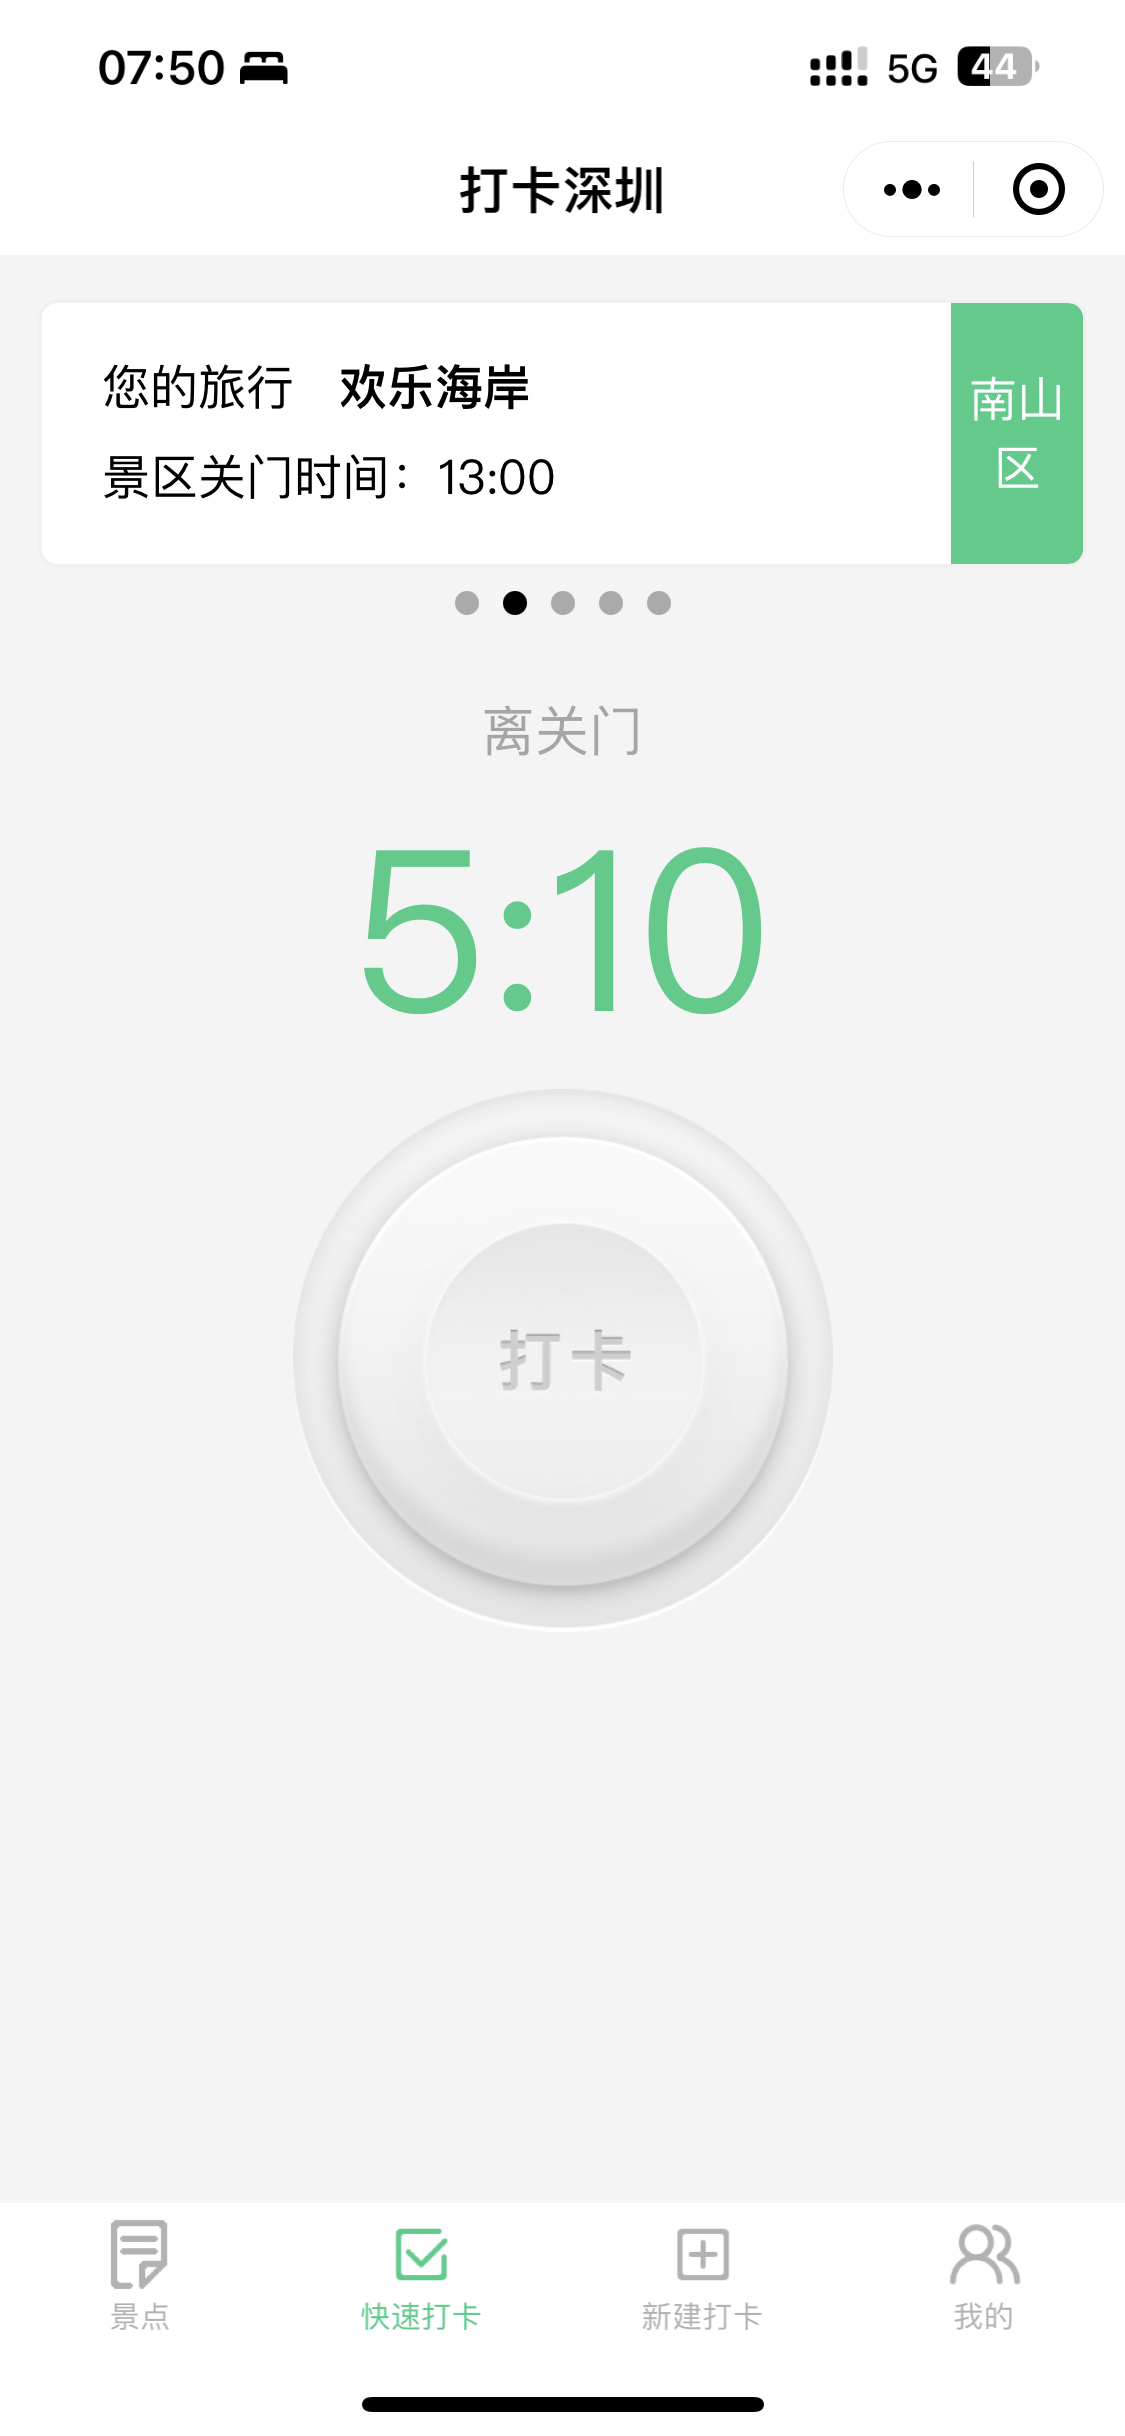 07:50
5G
44
打卡深圳
您的旅行 欢乐海岸
景区关门时间：13:00
南山
区
离关门
5:10
打卡
景点
快速打卡
新建打卡
我的